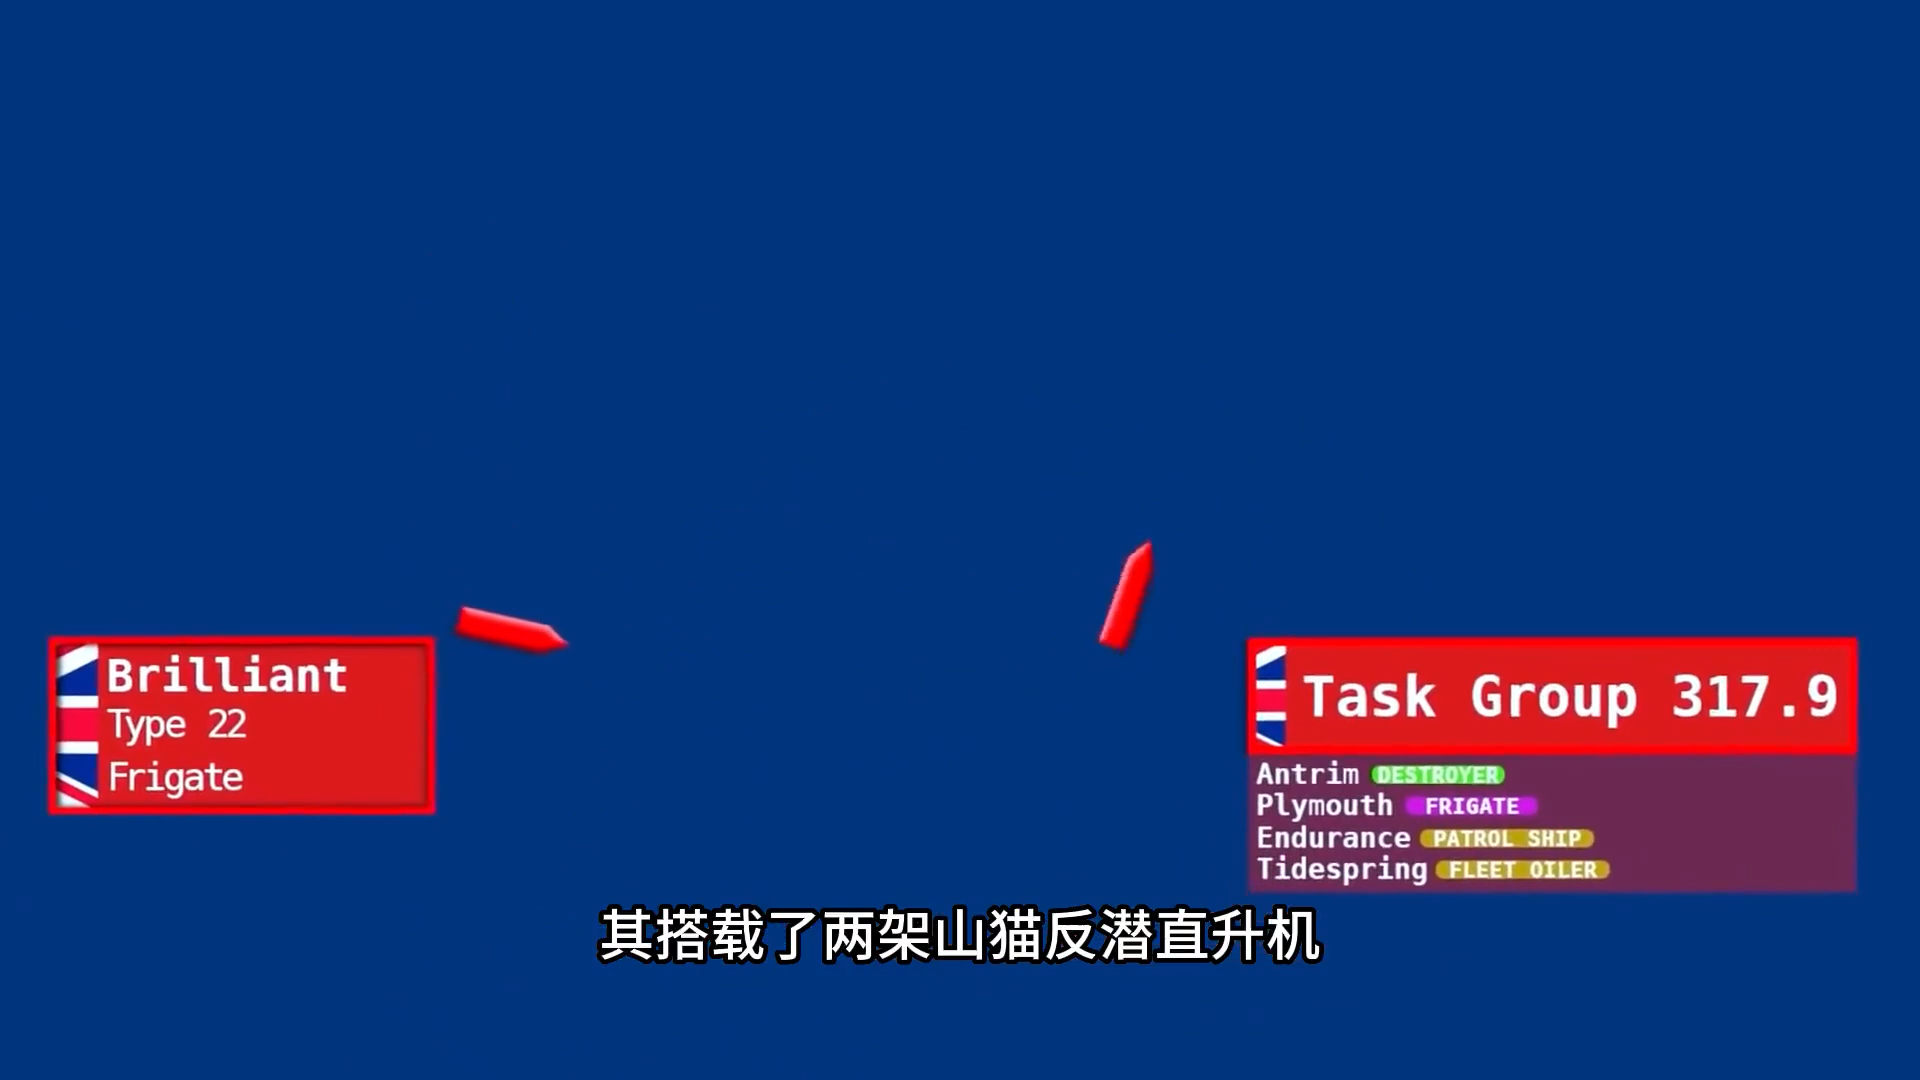 Brilliant
Type 22
Frigate
Task Group 317.9
Antrim DESTROYER
Plymouth FRIGATE
Endurance PATROL SHIP
Tidespring FLEET OILER
其搭载了两架山猫反潜直升机